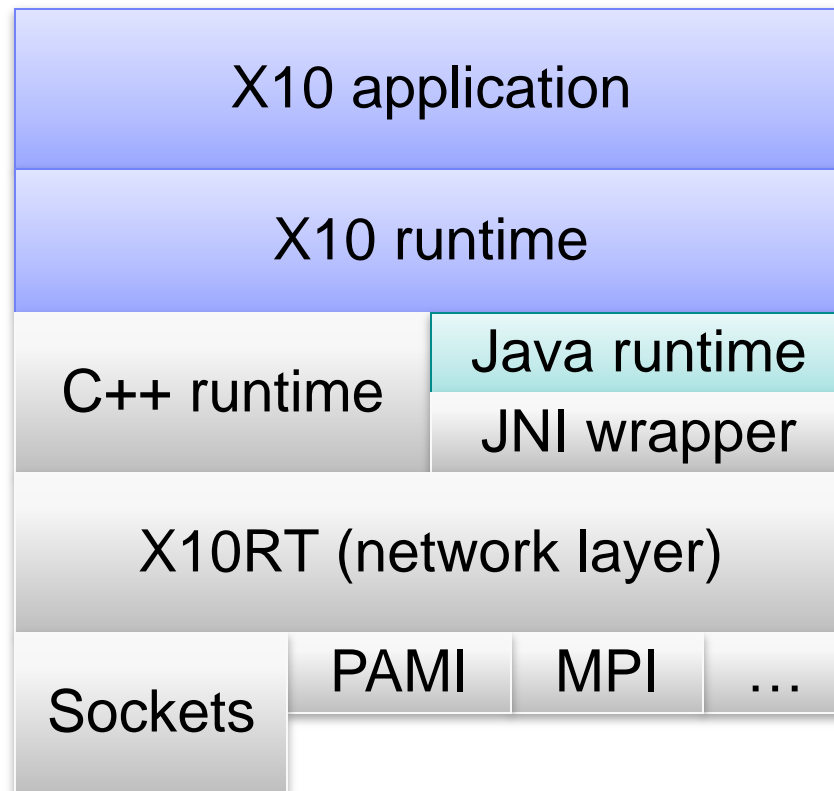 X10 application
X10 runtime
C++ runtime
Java runtime
JNI wrapper
X10RT (network layer)
Sockets
PAMI
MPI
…